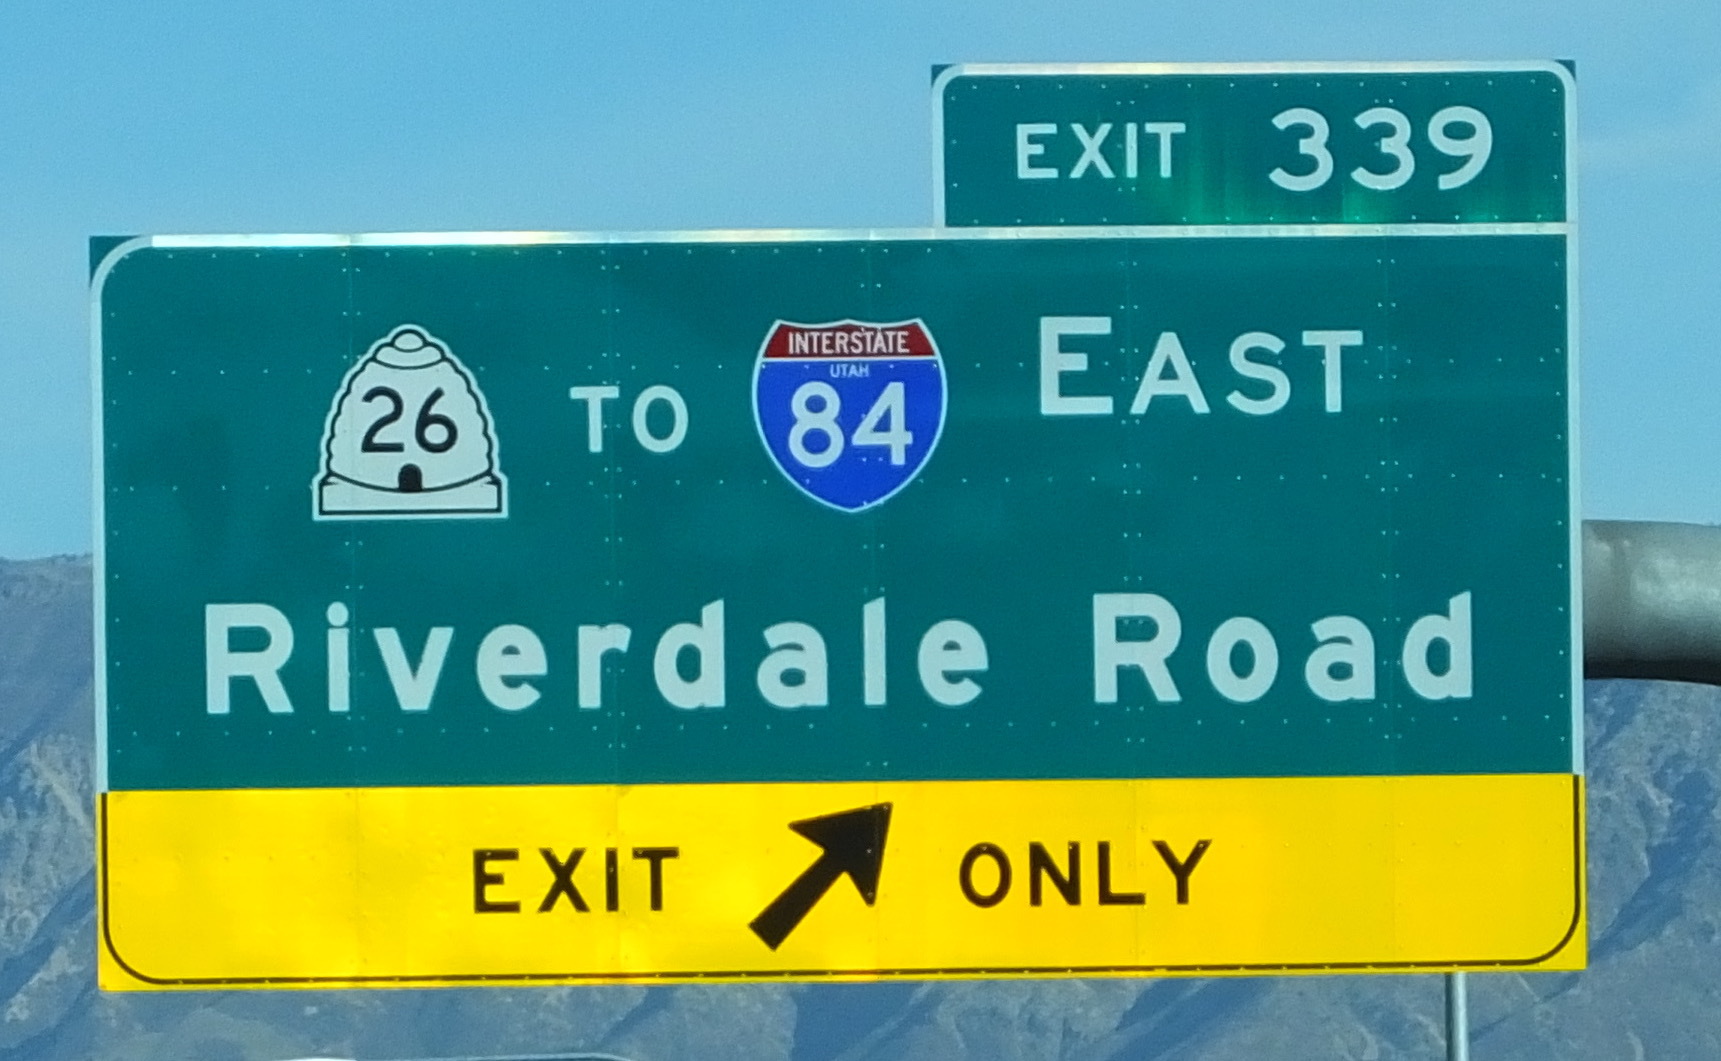 EXIT 339
26 TO INTERSTATE UTAH 84 EAST
Riverdale Road
EXIT ONLY